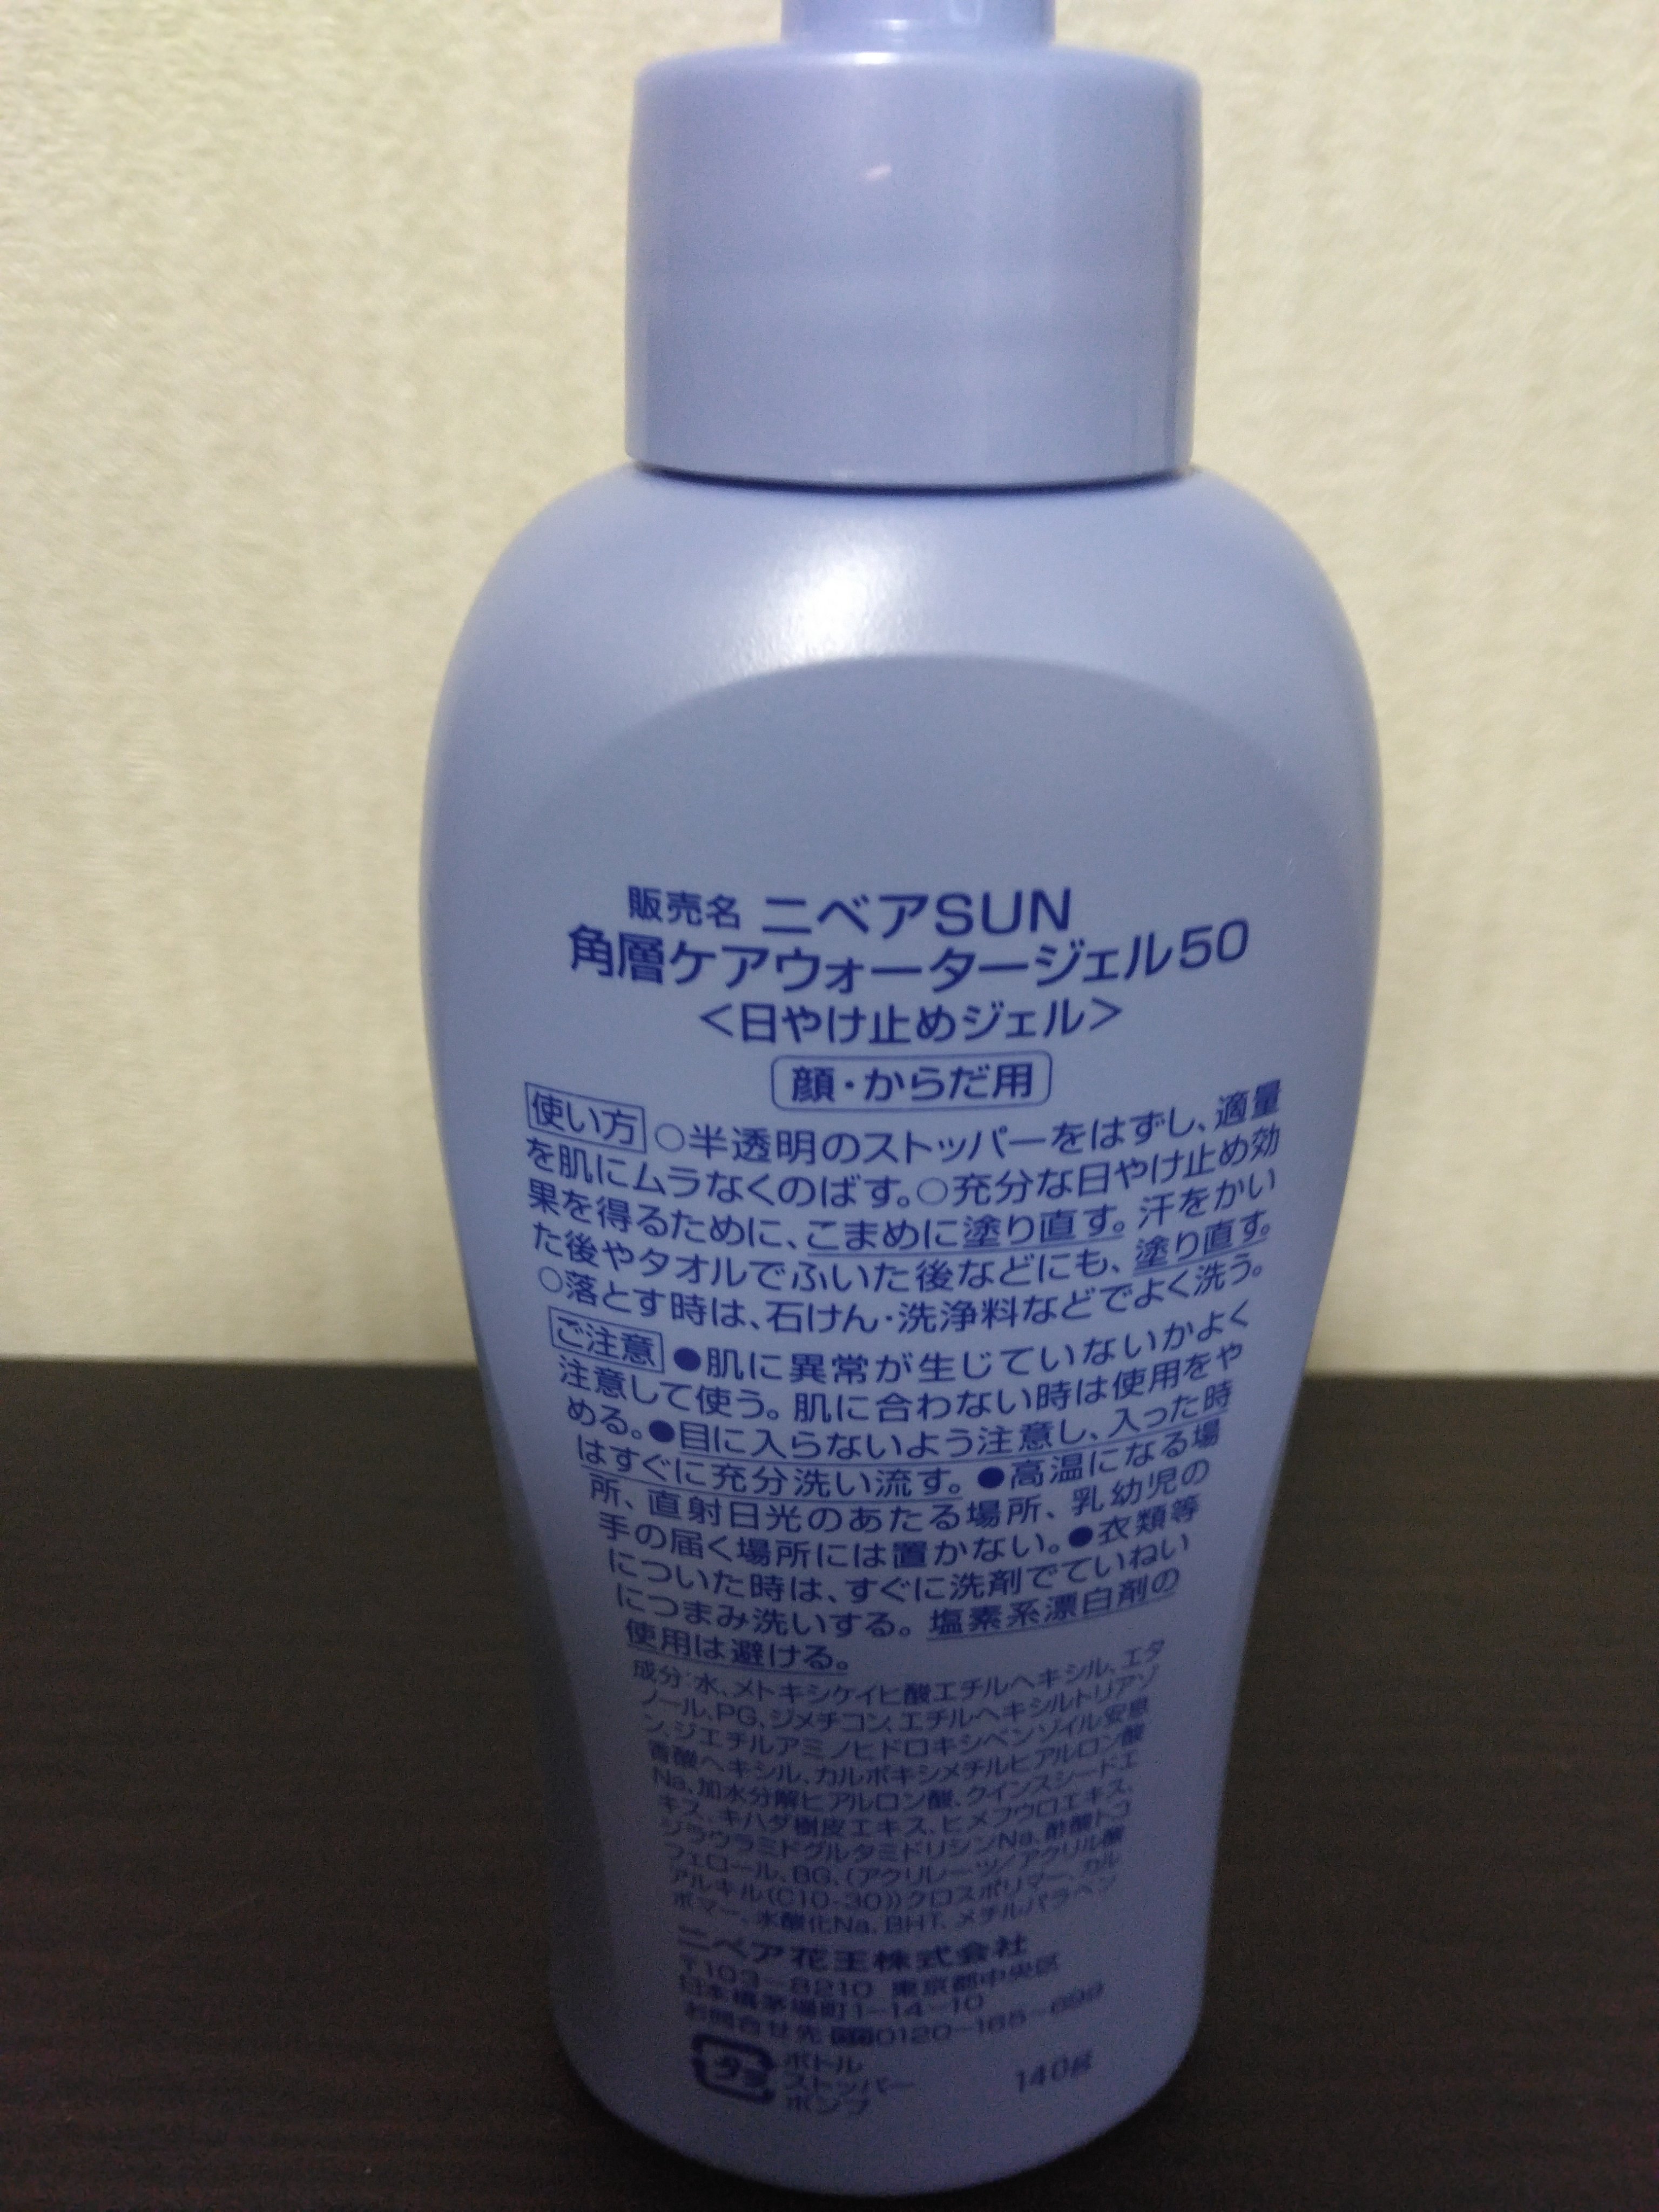 販売名 ニベアSUN
角層ケアウォータージェル50
＜日やけ止めジェル＞
顔・からだ用
使い方 ○半透明のストッパーをはずし、適量
を肌にムラなくのばす。○充分な日やけ止め効
果を得るために、こまめに塗り直す。汗をかい
た後やタオルでふいた後などにも、塗り直す。
○落とす時は、石けん・洗浄料などでよく洗う。
ご注意 ●肌に異常が生じていないかよく
注意して使う。肌に合わない時は使用をや
める。●目に入らないよう注意し、入った時
はすぐに充分洗い流す。●高温になる場
所、直射日光のあたる場所、乳幼児の
手の届く場所には置かない。●衣類等
についた時は、すぐに洗剤でていねい
につまみ洗いする。塩素系漂白剤の
使用は避ける。
成分：水、メトキシケイヒ酸エチルヘキシル、エタ
ノール、PG、ジメチコン、エチルヘキシルトリアゾ
ン、ジエチルアミノヒドロキシベンゾイル安息
香酸ヘキシル、カルボキシメチルヒアルロン酸
Na、加水分解ヒアルロン酸、クインスシードエ
キス、キハダ樹皮エキス、ヒメフウロエキス、
ジラウラミドグルタミドリシンNa、酢酸トコ
フェロール、BG、（アクリレーツ／アクリル酸
アルキル(C10-30)）クロスポリマー、カル
ボマー、水酸化Na、BHT、メチルパラベン
ニベア花王株式会社
〒103-8210 東京都中央区
日本橋茅場町1-14-10
お問合せ先 0120-165-699
プラ ボトル
ストッパー
ポンプ
140g